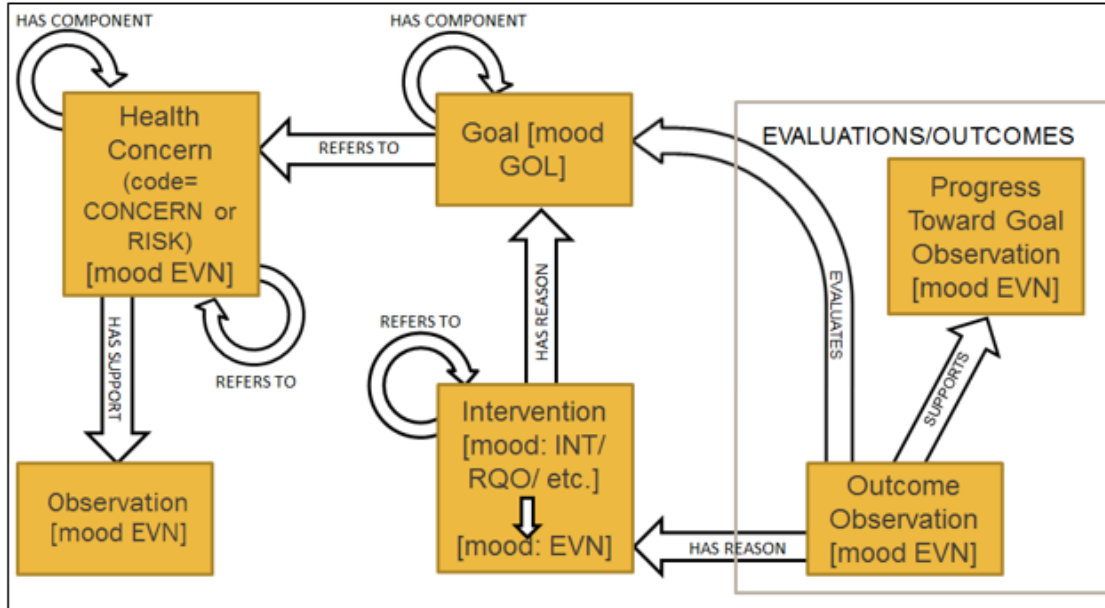 HAS COMPONENT
Health
Concern
(code=
CONCERN or
RISK)
[mood EVN]
HAS COMPONENT
Goal [mood
GOL]
REFERS TO
EVALUATIONS/OUTCOMES
Progress
Toward Goal
Observation
[mood EVN]
HAS SUPPORT
REFERS TO
REFERS TO
HAS REASON
EVALUATES
SUPPORTS
Observation
[mood EVN]
Intervention
[mood: INT/
RQO/ etc.]
[mood: EVN]
HAS REASON
Outcome
Observation
[mood EVN]